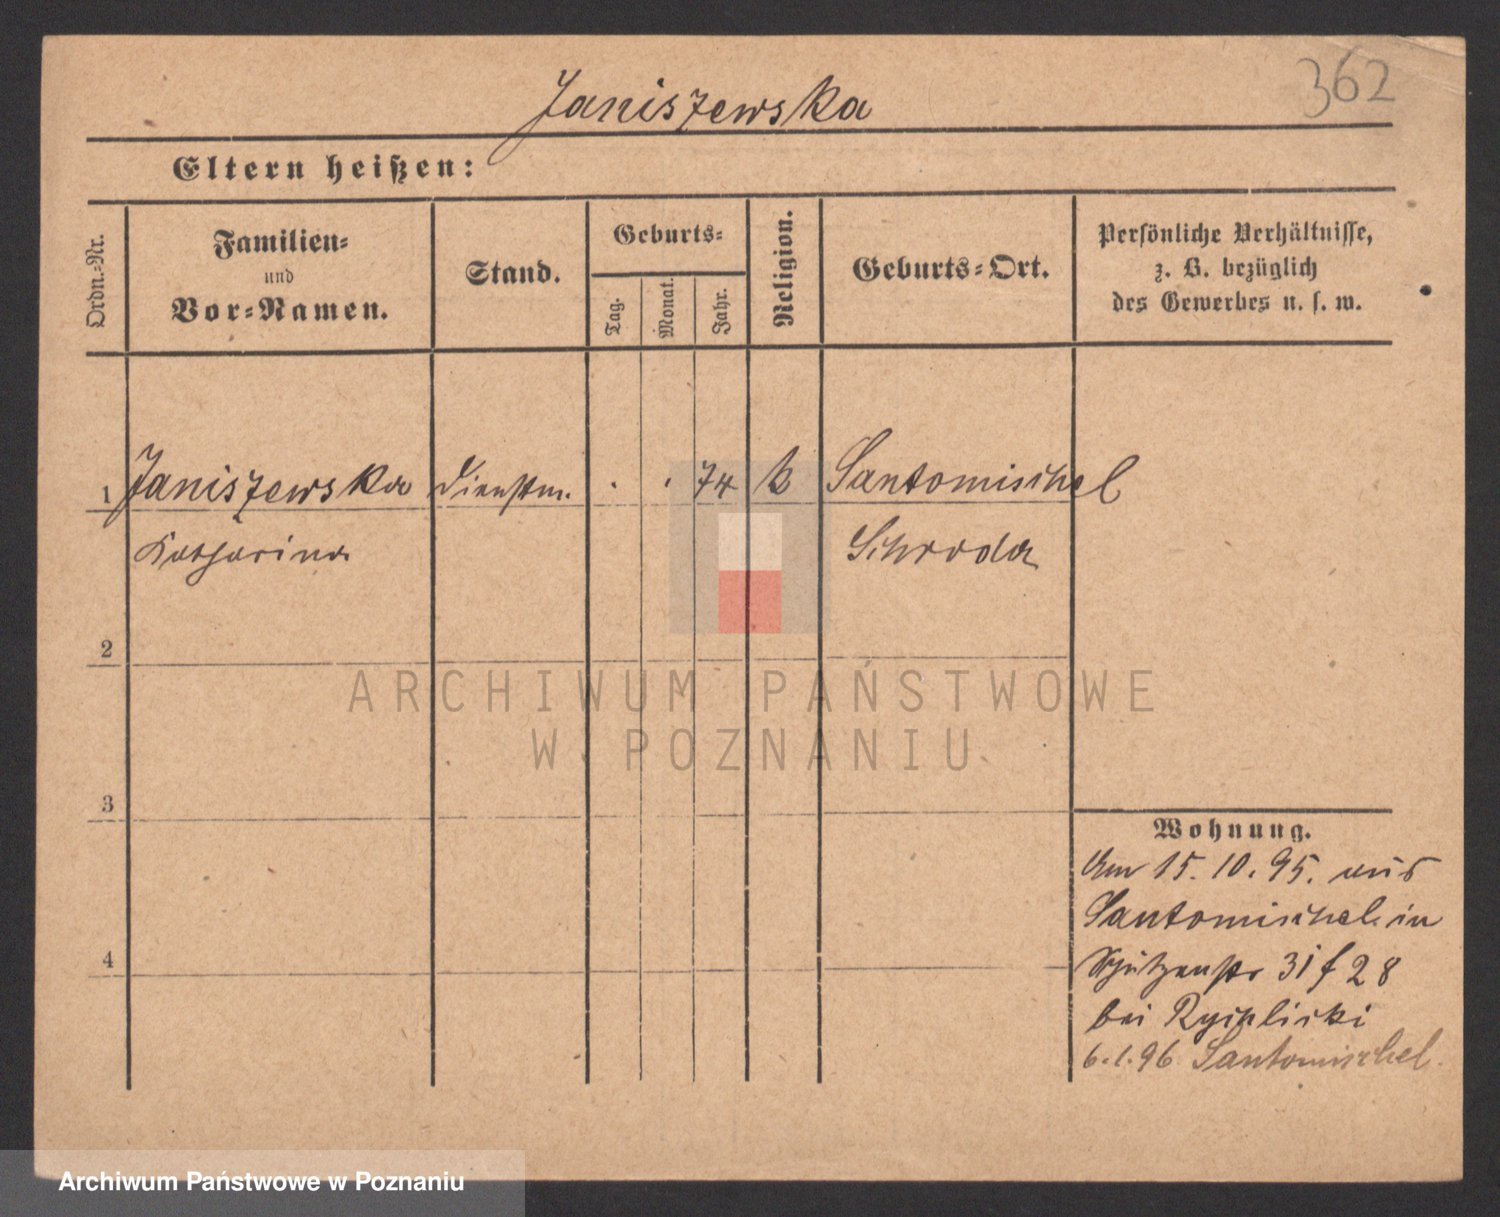 362
Janiszewska
Eltern heißen:
Ordn.-Nr.
Familien-
und
Vor-Namen.
Stand.
Geburts-
Tag.
Monat.
Jahr.
Religion.
Geburts-Ort.
Persönliche Verhältnisse,
z. B. bezüglich
des Gewerbes u. s. w.
1 Janiszewska Dienstm. . . 74 k Santomischel
Katharina Schroda
2
3
4
Wohnung.
Am 15. 10. 95. aus
Santomischel in
Schützenstr 31 f 28
bei
6.1.96 Santomischel.
ARCHIWUM PAŃSTWOWE
W POZNANIU
Archiwum Państwowe w Poznaniu